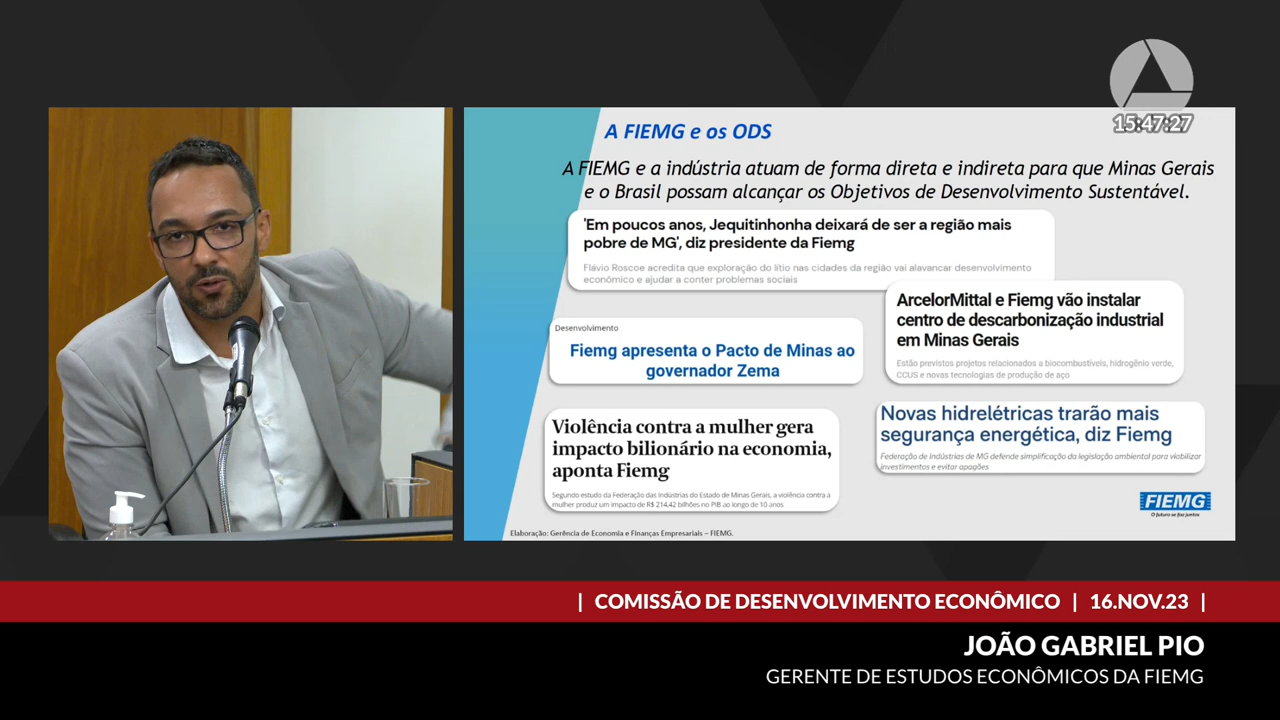 15:47:27
A FIEMG e os ODS
A FIEMG e a indústria atuam de forma direta e indireta para que Minas Gerais
e o Brasil possam alcançar os Objetivos de Desenvolvimento Sustentável.
'Em poucos anos, Jequitinhonha deixará de ser a região mais
pobre de MG', diz presidente da Fiemg
Flávio Roscoe acredita que exploração do lítio nas cidades da região vai alavancar desenvolvimento
econômico e ajudar a conter problemas sociais
ArcelorMittal e Fiemg vão instalar
centro de descarbonização industrial
em Minas Gerais
Estão previstos projetos relacionados a biocombustíveis, hidrogênio verde,
CCUS e novas tecnologias de produção de aço
Desenvolvimento
Fiemg apresenta o Pacto de Minas ao
governador Zema
Violência contra a mulher gera
impacto bilionário na economia,
aponta Fiemg
Segundo estudo da Federação das Indústrias do Estado de Minas Gerais, a violência contra a
mulher produz um impacto de R$ 214,42 bilhões no PIB ao longo de 10 anos
Novas hidrelétricas trarão mais
segurança energética, diz Fiemg
Federação de Indústrias de MG defende simplificação da legislação ambiental para viabilizar
investimentos e evitar apagões
FIEMG
O futuro se faz juntos
Elaboração: Gerência de Economia e Finanças Empresariais – FIEMG.
| COMISSÃO DE DESENVOLVIMENTO ECONÔMICO | 16.NOV.23 |
JOÃO GABRIEL PIO
GERENTE DE ESTUDOS ECONÔMICOS DA FIEMG